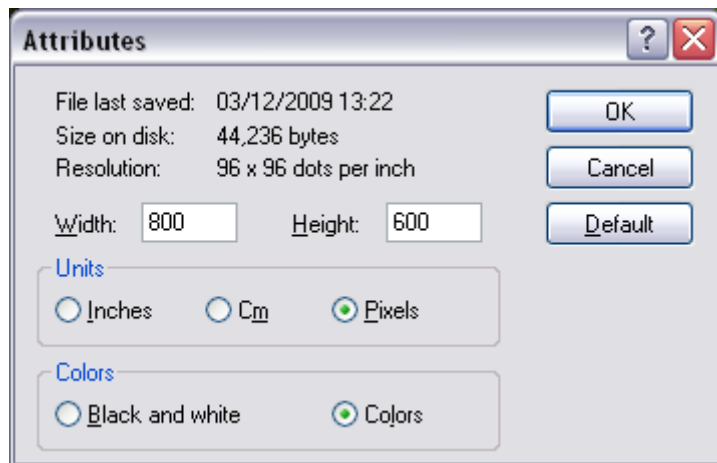 Attributes
File last saved: 03/12/2009 13:22
OK
Size on disk: 44,236 bytes
Resolution: 96 x 96 dots per inch
Cancel
Width: 800 Height: 600
Default
Units
Inches Cm Pixels
Colors
Black and white Colors